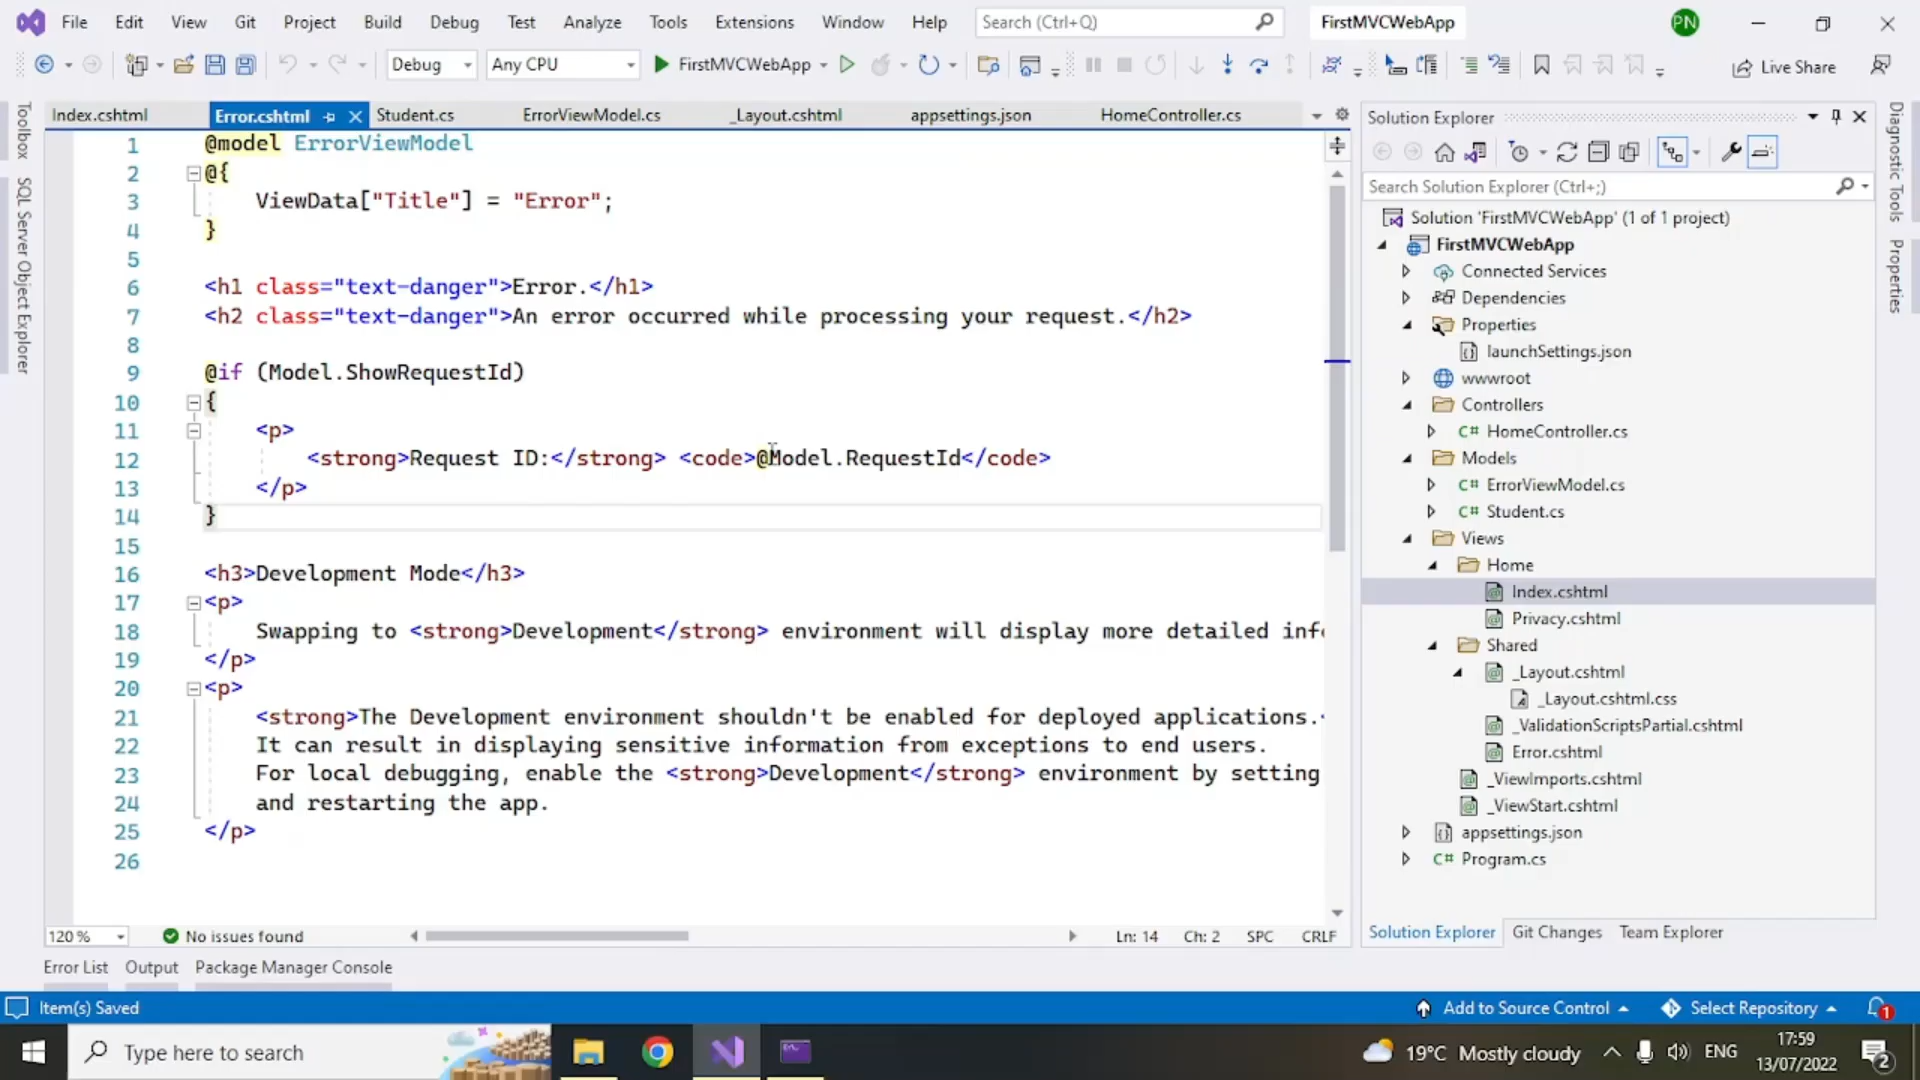 File Edit View Git Project Build Debug Test Analyze Tools Extensions Window Help Search (Ctrl+Q) FirstMVCWebApp PN
Debug Any CPU FirstMVCWebApp Live Share
Toolbox
SQL Server Object Explorer
Index.cshtml Error.cshtml Student.cs ErrorViewModel.cs _Layout.cshtml appsettings.json HomeController.cs
1 @model ErrorViewModel
2 @{
3 ViewData["Title"] = "Error";
4 }
5
6 <h1 class="text-danger">Error.</h1>
7 <h2 class="text-danger">An error occurred while processing your request.</h2>
8
9 @if (Model.ShowRequestId)
10 {
11 <p>
12 <strong>Request ID:</strong> <code>@Model.RequestId</code>
13 </p>
14 }
15
16 <h3>Development Mode</h3>
17 <p>
18 Swapping to <strong>Development</strong> environment will display more detailed inf
19 </p>
20 <p>
21 <strong>The Development environment shouldn't be enabled for deployed applications.<
22 It can result in displaying sensitive information from exceptions to end users.
23 For local debugging, enable the <strong>Development</strong> environment by setting
24 and restarting the app.
25 </p>
26
120 % No issues found Ln: 14 Ch: 2 SPC CRLF
Error List Output Package Manager Console
Solution Explorer
Search Solution Explorer (Ctrl+;)
Solution 'FirstMVCWebApp' (1 of 1 project)
FirstMVCWebApp
Connected Services
Dependencies
Properties
launchSettings.json
wwwroot
Controllers
C# HomeController.cs
Models
C# ErrorViewModel.cs
C# Student.cs
Views
Home
Index.cshtml
Privacy.cshtml
Shared
_Layout.cshtml
_Layout.cshtml.css
_ValidationScriptsPartial.cshtml
Error.cshtml
_ViewImports.cshtml
_ViewStart.cshtml
appsettings.json
C# Program.cs
Solution Explorer Git Changes Team Explorer
Diagnostic Tools
Properties
Item(s) Saved Add to Source Control Select Repository 1
Type here to search 19°C Mostly cloudy ENG 17:59
13/07/2022 2